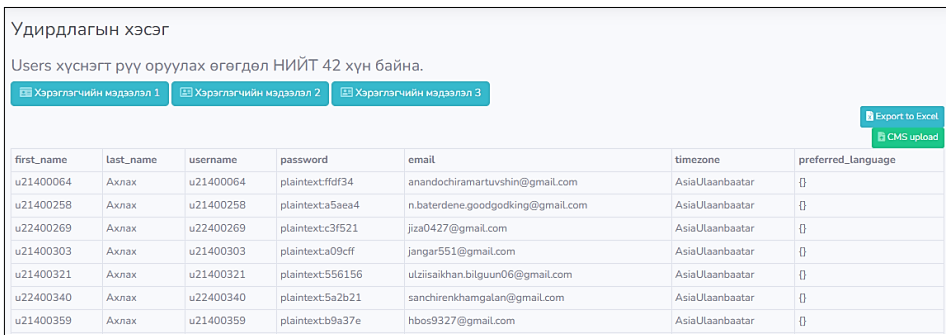 Удирдлагын хэсэг
Users хүснэгт рүү оруулах өгөгдөл НИЙТ 42 хүн байна.
Хэрэглэгчийн мэдээлэл 1 Хэрэглэгчийн мэдээлэл 2 Хэрэглэгчийн мэдээлэл 3
Export to Excel
CMS upload
first_name last_name username password email timezone preferred_language
u21400064 Ахлах u21400064 plaintext:ffdf34 anandochiramartuvshin@gmail.com AsiaUlaanbaatar {}
u21400258 Ахлах u21400258 plaintext:a5aea4 n.baterdene.goodgodking@gmail.com AsiaUlaanbaatar {}
u22400269 Ахлах u22400269 plaintext:c3f521 jiza0427@gmail.com AsiaUlaanbaatar {}
u21400303 Ахлах u21400303 plaintext:a09cff jangar551@gmail.com AsiaUlaanbaatar {}
u21400321 Ахлах u21400321 plaintext:556156 ulziisaikhan.bilguun06@gmail.com AsiaUlaanbaatar {}
u22400340 Ахлах u22400340 plaintext:5a2b21 sanchirenkhamgalan@gmail.com AsiaUlaanbaatar {}
u21400359 Ахлах u21400359 plaintext:b9a37e hbos9327@gmail.com AsiaUlaanbaatar {}